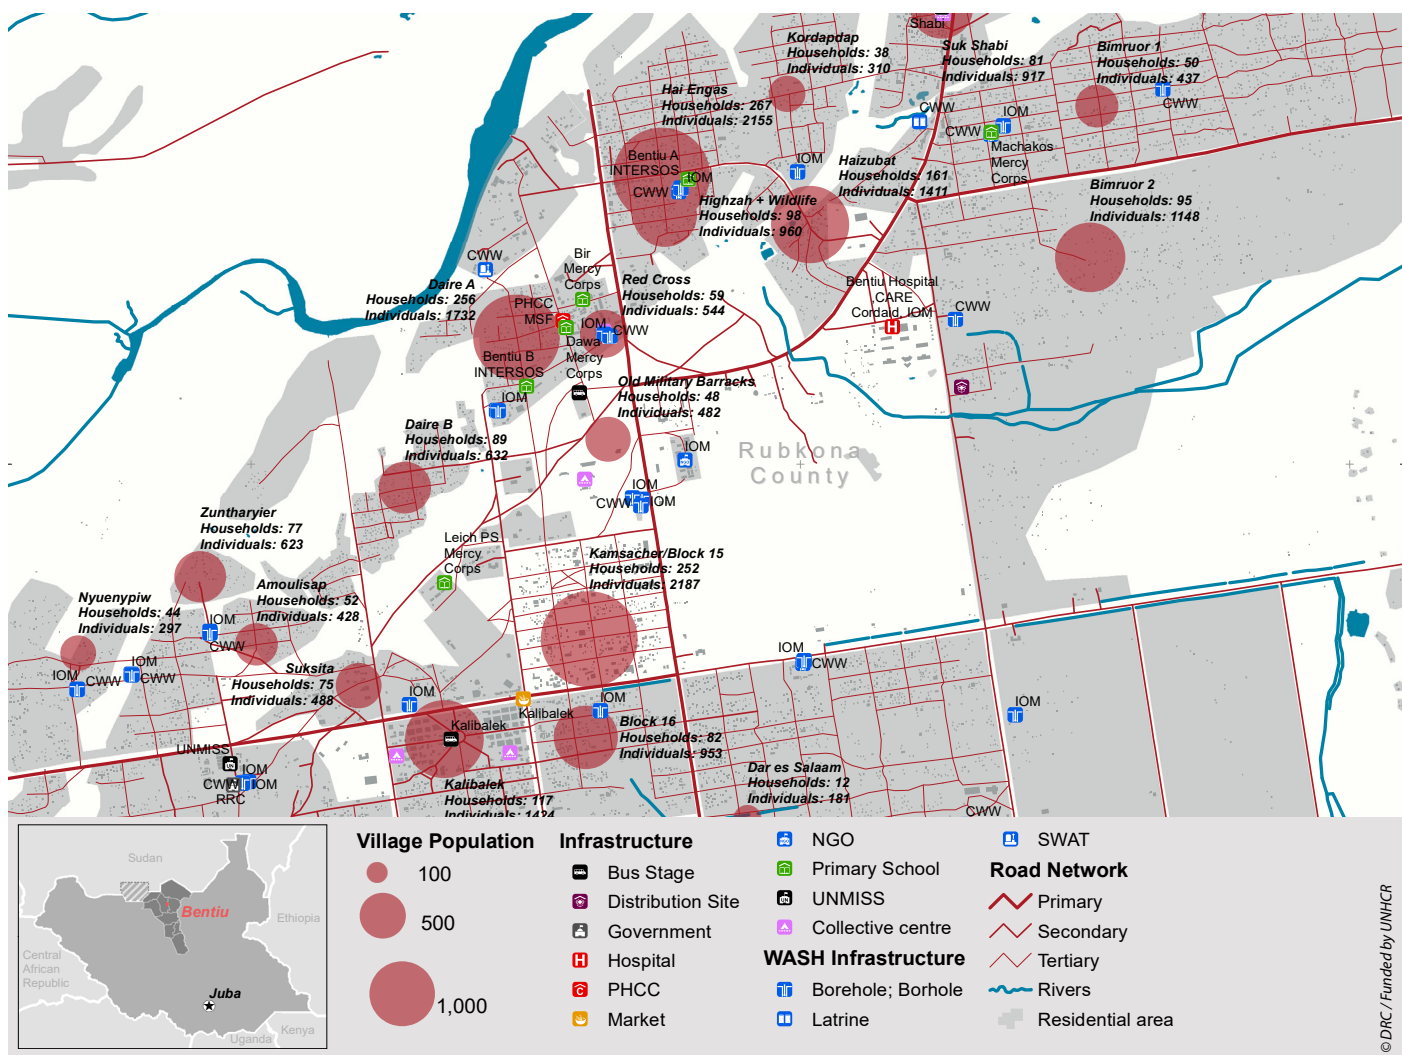 Shabi
Kordapdap
Households: 38
Individuals: 310
Suk Shabi
Households: 81
Individuals: 917
Bimruor 1
Households: 50
Individuals: 437
CWW
Hai Engas
Households: 267
Individuals: 2155
CWW
IOM
CWW
Machakos
Mercy
Corps
Bentiu A
INTERSOS
IOM
CWW
IOM
Haizubat
Households: 161
Individuals: 1411
Bimruor 2
Households: 95
Individuals: 1148
Highzah + Wildlife
Households: 98
Individuals: 960
CWW
Bir
Mercy
Corps
Daire A
Households: 256
Individuals: 1732
Red Cross
Households: 59
Individuals: 544
Bentiu Hospital
CARE
Cordaid, IOM
CWW
PHCC
MSF
IOM
CWW
Dawa
Mercy
Corps
Bentiu B
INTERSOS
IOM
Old Military Barracks
Households: 48
Individuals: 482
Daire B
Households: 89
Individuals: 632
IOM
Rubkona
County
IOM
CWW
IOM
Zuntharyier
Households: 77
Individuals: 623
Leich PS
Mercy
Corps
Kamsacher/Block 15
Households: 252
Individuals: 2187
Amoulisap
Households: 52
Individuals: 428
Nyuenypiw
Households: 44
Individuals: 297
IOM
CWW
IOM
CWW
IOM
CWW
Suksita
Households: 75
Individuals: 488
IOM
CWW
IOM
IOM
IOM
Kalibalek
Kalibalek
Block 16
Households: 82
Individuals: 953
UNMISS
IOM
CWW
IOM
RRC
Kalibalek
Households: 117
Individuals: 1424
Dar es Salaam
Households: 12
Individuals: 181
CWW
Sudan
Bentiu
Ethiopia
Central
African
Republic
Juba
Kenya
Uganda
Village Population
100
500
1,000
Infrastructure
Bus Stage
Distribution Site
Government
Hospital
PHCC
Market
NGO
Primary School
UNMISS
Collective centre
WASH Infrastructure
Borehole; Borhole
Latrine
SWAT
Road Network
Primary
Secondary
Tertiary
Rivers
Residential area
© DRC / Funded by UNHCR